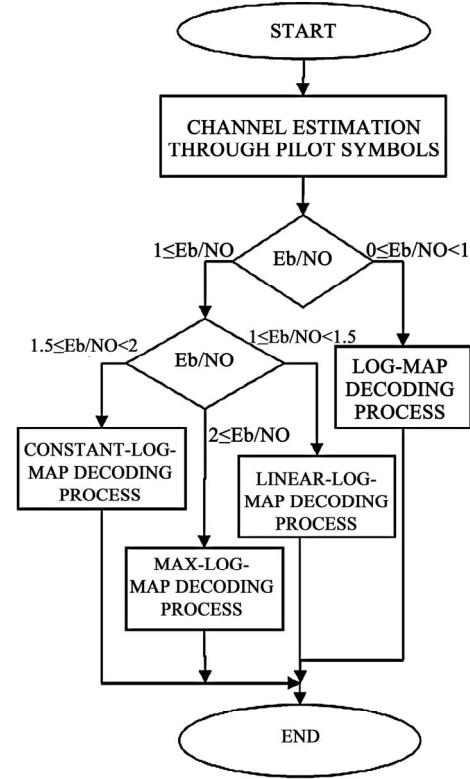 START
CHANNEL ESTIMATION
THROUGH PILOT SYMBOLS
1≤Eb/NO
Eb/NO
0≤Eb/NO<1
1.5≤Eb/NO<2
Eb/NO
1≤Eb/NO<1.5
LOG-MAP
DECODING
PROCESS
2≤Eb/NO
CONSTANT-LOG-
MAP DECODING
PROCESS
LINEAR-LOG-
MAP DECODING
PROCESS
MAX-LOG-
MAP DECODING
PROCESS
END